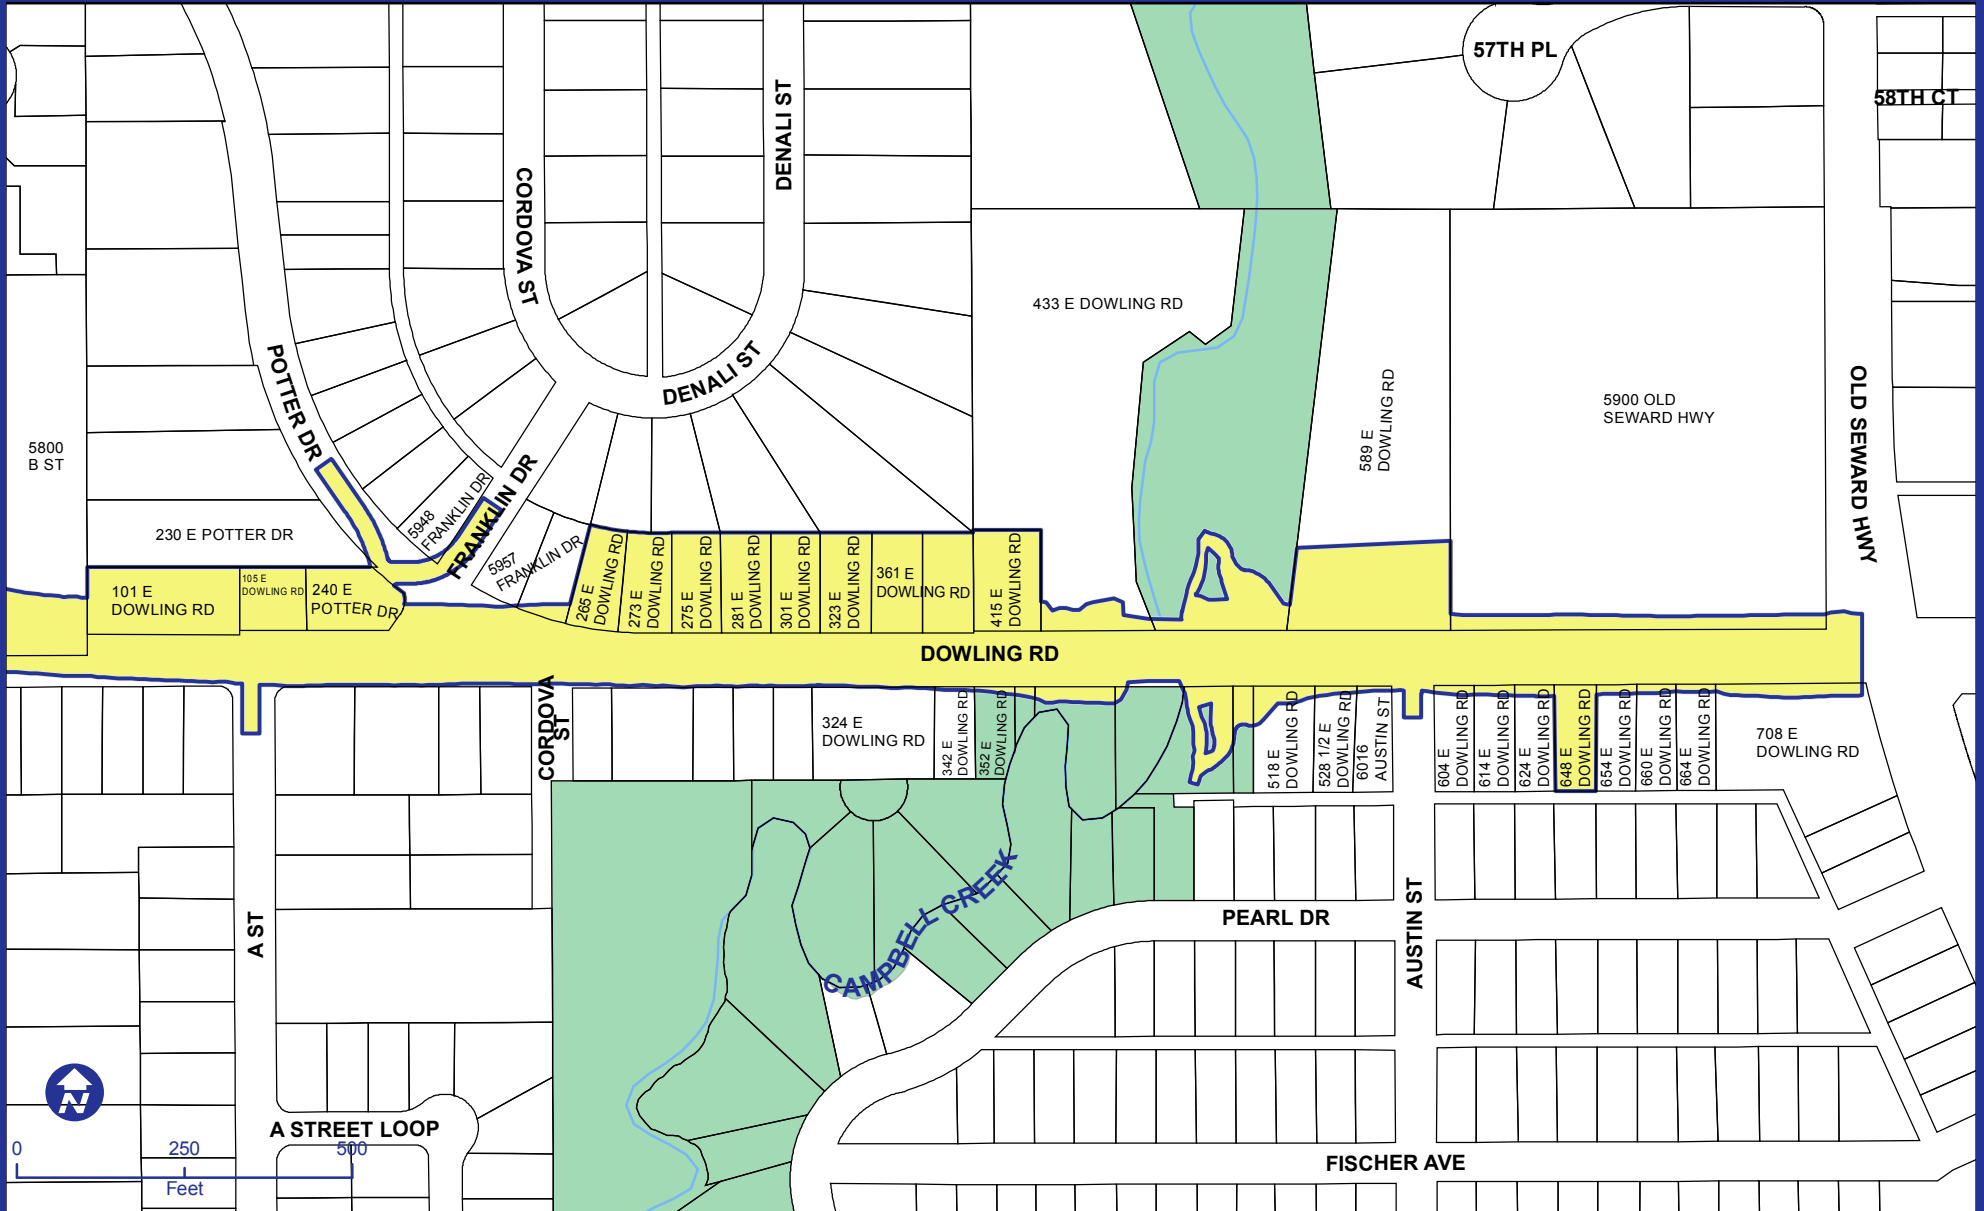 57TH PL
58TH CT
DENALI ST
CORDOVA ST
433 E DOWLING RD
POTTER DR
DENALI ST
589 E
DOWLING RD
5900 OLD
SEWARD HWY
OLD SEWARD HWY
5800
B ST
230 E POTTER DR
5948
FRANKLIN DR
FRANKLIN DR
5957
FRANKLIN DR
101 E
DOWLING RD
105 E
DOWLING RD
240 E
POTTER DR
265 E
DOWLING RD
273 E
DOWLING RD
275 E
DOWLING RD
281 E
DOWLING RD
301 E
DOWLING RD
323 E
DOWLING RD
361 E
DOWLING RD
415 E
DOWLING RD
DOWLING RD
CORDOVA
ST
324 E
DOWLING RD
342 E
DOWLING RD
352 E
DOWLING RD
518 E
DOWLING RD
528 1/2 E
DOWLING RD
6016
AUSTIN ST
604 E
DOWLING RD
614 E
DOWLING RD
624 E
DOWLING RD
648 E
DOWLING RD
654 E
DOWLING RD
660 E
DOWLING RD
664 E
DOWLING RD
708 E
DOWLING RD
CAMPBELL CREEK
A ST
PEARL DR
AUSTIN ST
N
A STREET LOOP
0 250 500
Feet
FISCHER AVE